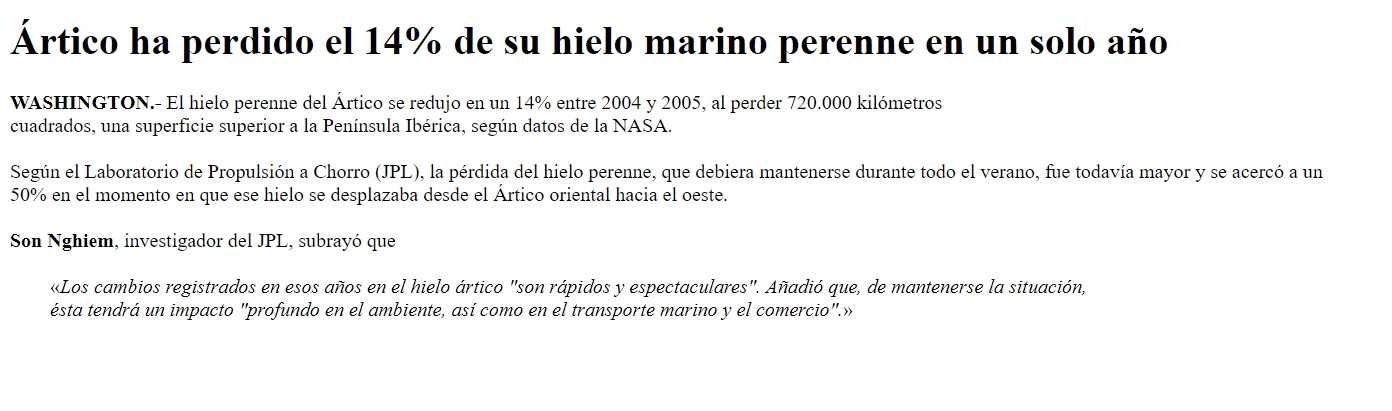 Ártico ha perdido el 14% de su hielo marino perenne en un solo año
WASHINGTON.- El hielo perenne del Ártico se redujo en un 14% entre 2004 y 2005, al perder 720.000 kilómetros
cuadrados, una superficie superior a la Península Ibérica, según datos de la NASA.
Según el Laboratorio de Propulsión a Chorro (JPL), la pérdida del hielo perenne, que debiera mantenerse durante todo el verano, fue todavía mayor y se acercó a un
50% en el momento en que ese hielo se desplazaba desde el Ártico oriental hacia el oeste.
Son Nghiem, investigador del JPL, subrayó que
«Los cambios registrados en esos años en el hielo ártico "son rápidos y espectaculares". Añadió que, de mantenerse la situación,
ésta tendrá un impacto "profundo en el ambiente, así como en el transporte marino y el comercio".»